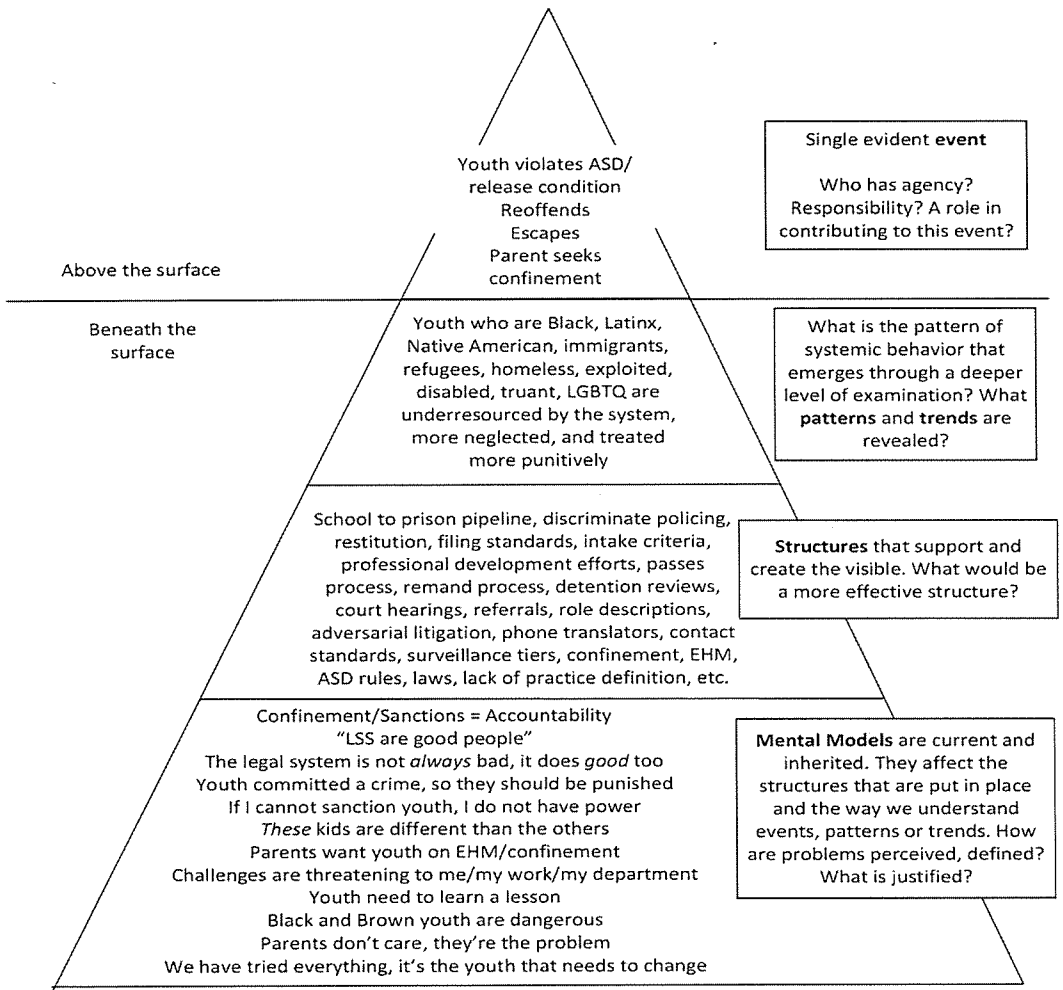 Youth violates ASD/
release condition
Reoffends
Escapes
Parent seeks
confinement
Single evident event
Who has agency?
Responsibility? A role in
contributing to this event?
Above the surface
Beneath the
surface
Youth who are Black, Latinx,
Native American, immigrants,
refugees, homeless, exploited,
disabled, truant, LGBTQ are
underresourced by the system,
more neglected, and treated
more punitively
What is the pattern of
systemic behavior that
emerges through a deeper
level of examination? What
patterns and trends are
revealed?
School to prison pipeline, discriminate policing,
restitution, filing standards, intake criteria,
professional development efforts, passes
process, remand process, detention reviews,
court hearings, referrals, role descriptions,
adversarial litigation, phone translators, contact
standards, surveillance tiers, confinement, EHM,
ASD rules, laws, lack of practice definition, etc.
Structures that support and
create the visible. What would be
a more effective structure?
Confinement/Sanctions = Accountability
“LSS are good people”
The legal system is not always bad, it does good too
Youth committed a crime, so they should be punished
If I cannot sanction youth, I do not have power
These kids are different than the others
Parents want youth on EHM/confinement
Challenges are threatening to me/my work/my department
Youth need to learn a lesson
Black and Brown youth are dangerous
Parents don’t care, they’re the problem
We have tried everything, it’s the youth that needs to change
Mental Models are current and
inherited. They affect the
structures that are put in place
and the way we understand
events, patterns or trends. How
are problems perceived, defined?
What is justified?